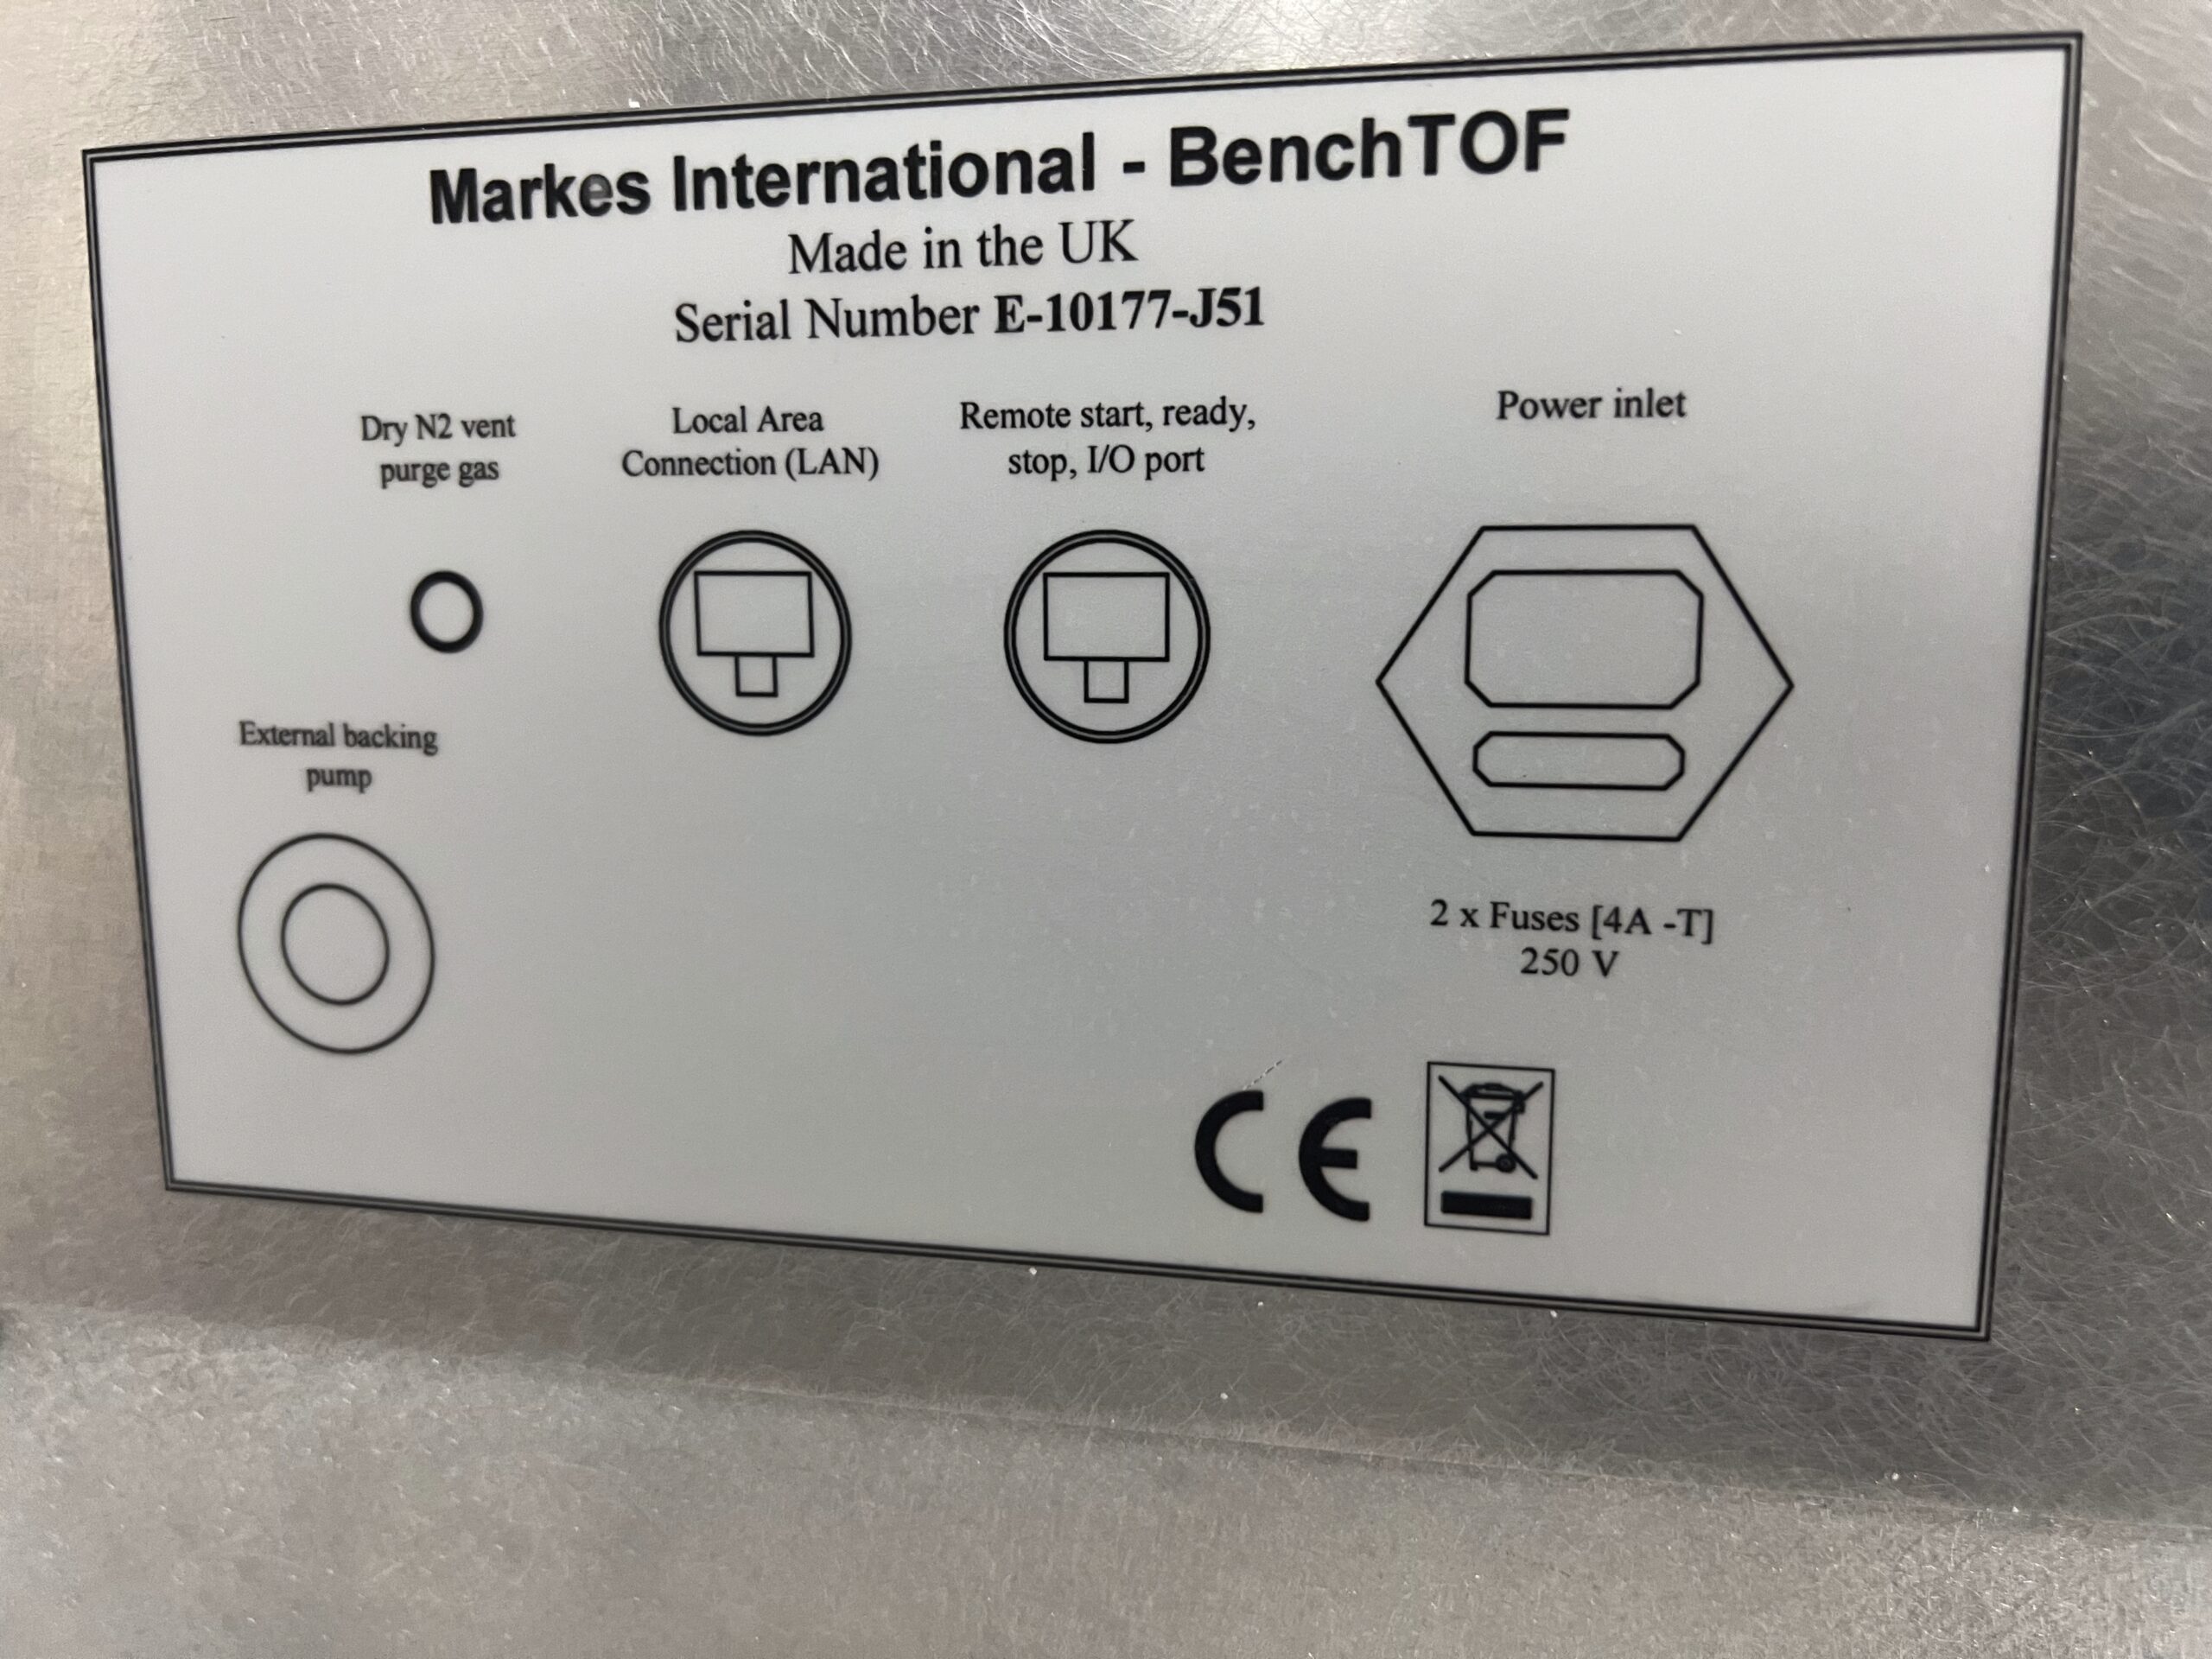 Markes International - BenchTOF
Made in the UK
Serial Number E-10177-J51
Dry N2 vent
purge gas
Local Area
Connection (LAN)
Remote start, ready,
stop, I/O port
Power inlet
External backing
pump
2 x Fuses [4A -T]
250 V
CE